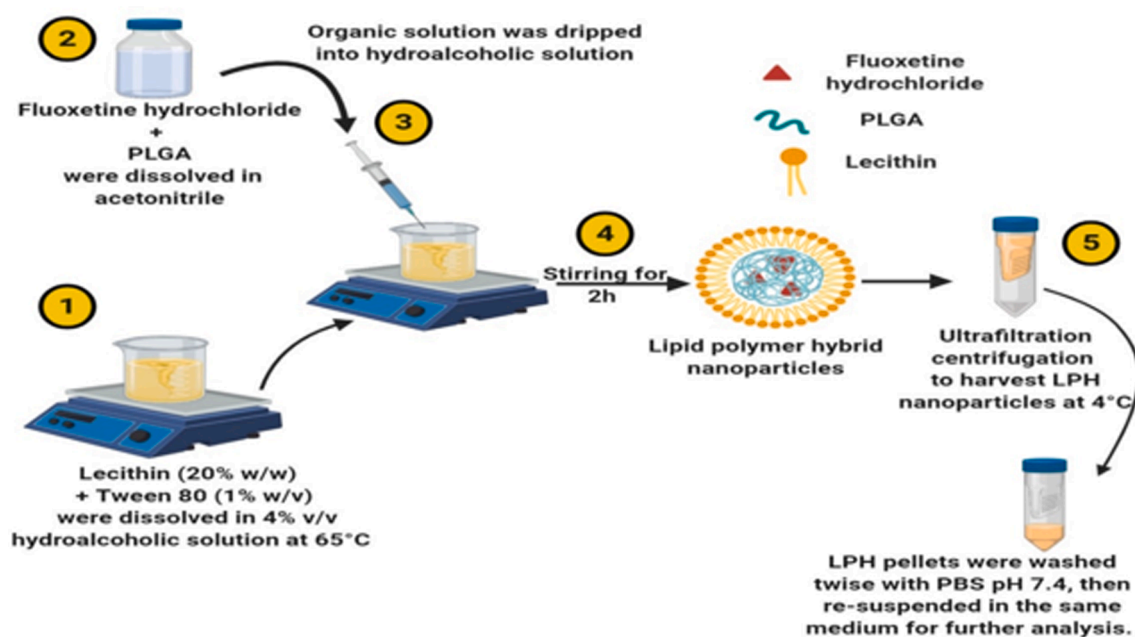 2
Fluoxetine hydrochloride
+
PLGA
were dissolved in
acetonitrile
Organic solution was dripped
into hydroalcoholic solution
3
Fluoxetine
hydrochloride
PLGA
Lecithin
1
Lecithin (20% w/w)
+ Tween 80 (1% w/v)
were dissolved in 4% v/v
hydroalcoholic solution at 65°C
4
Stirring for
2h
Lipid polymer hybrid
nanoparticles
5
Ultrafiltration
centrifugation
to harvest LPH
nanoparticles at 4°C
LPH pellets were washed
twise with PBS pH 7.4, then
re-suspended in the same
medium for further analysis.